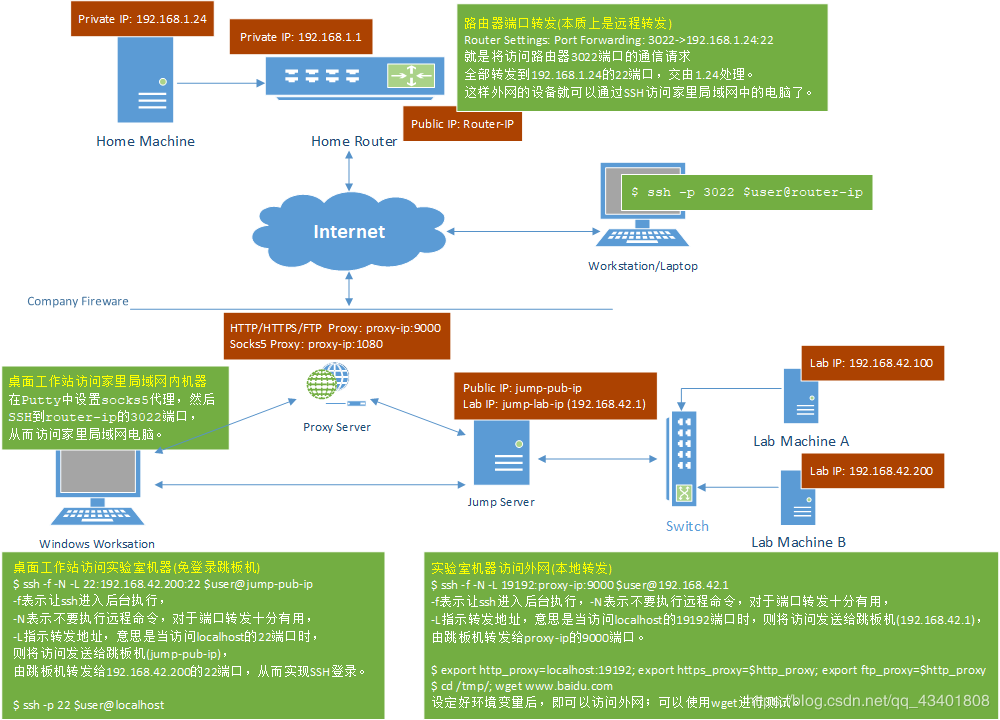 Private IP: 192.168.1.24
Private IP: 192.168.1.1
路由器端口转发(本质上是远程转发)
Router Settings: Port Forwarding: 3022->192.168.1.24:22
就是将访问路由器3022端口的通信请求
全部转发到192.168.1.24的22端口，交由1.24处理。
这样外网的设备就可以通过SSH访问家里局域网中的电脑了。
Public IP: Router-IP
Home Machine
Home Router
$ ssh -p 3022 $user@router-ip
Internet
Workstation/Laptop
Company Fireware
HTTP/HTTPS/FTP Proxy: proxy-ip:9000
Socks5 Proxy: proxy-ip:1080
桌面工作站访问家里局域网内机器
在Putty中设置socks5代理，然后
SSH到router-ip的3022端口，
从而访问家里局域网电脑。
Proxy Server
Public IP: jump-pub-ip
Lab IP: jump-lab-ip (192.168.42.1)
Lab IP: 192.168.42.100
Lab Machine A
Lab IP: 192.168.42.200
Jump Server
Switch
Lab Machine B
Windows Worksation
桌面工作站访问实验室机器(免登录跳板机)
$ ssh -f -N -L 22:192.168.42.200:22 $user@jump-pub-ip
-f表示让ssh进入后台执行，
-N表示不要执行远程命令，对于端口转发十分有用，
-L指示转发地址，意思是当访问localhost的22端口时，
则将访问发送给跳板机(jump-pub-ip)，
由跳板机转发给192.168.42.200的22端口，从而实现SSH登录。
$ ssh -p 22 $user@localhost
实验室机器访问外网(本地转发)
$ ssh -f -N -L 19192:proxy-ip:9000 $user@192.168.42.1
-f表示让ssh进入后台执行，-N表示不要执行远程命令，对于端口转发十分有用，
-L指示转发地址，意思是当访问localhost的19192端口时，则将访问发送给跳板机(192.168.42.1)，
由跳板机转发给proxy-ip的9000端口。
$ export http_proxy=localhost:19192; export https_proxy=$http_proxy; export ftp_proxy=$http_proxy
$ cd /tmp/; wget www.baidu.com
设定好环境变量后，即可以访问外网；可以使用wget进行测试。
https://blog.csdn.net/qq_43401808